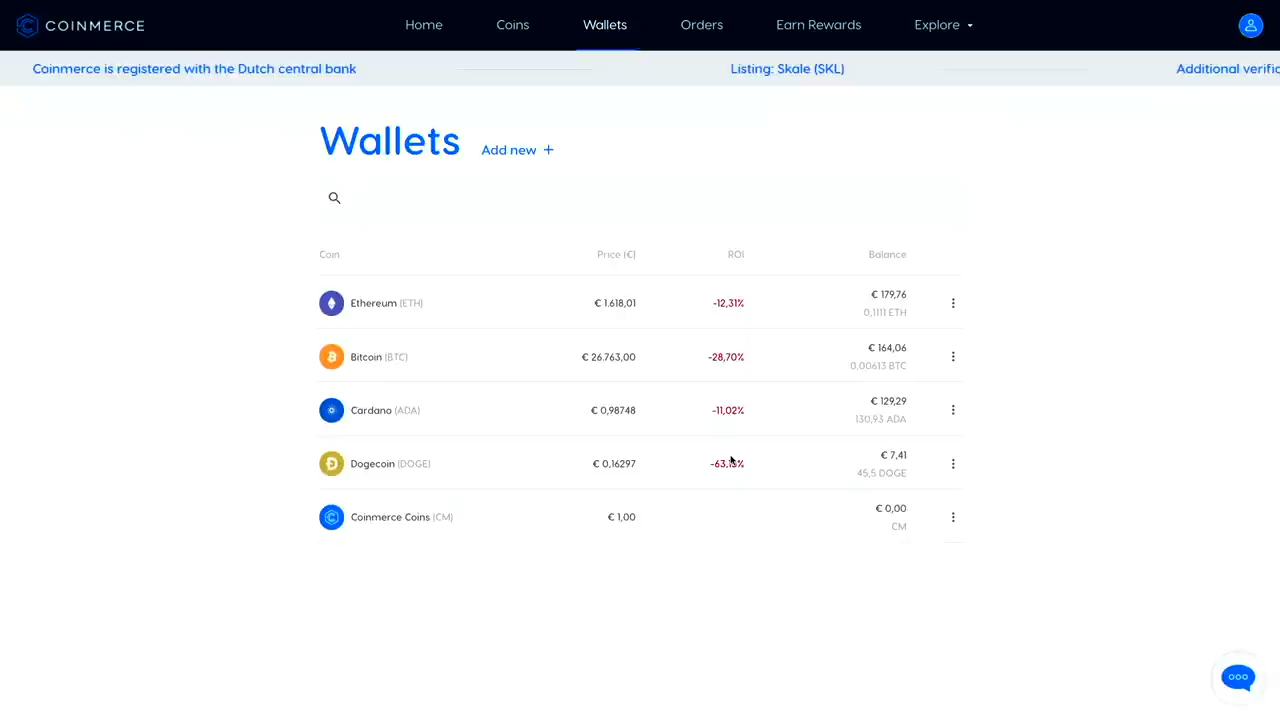 COINMERCE Home Coins Wallets Orders Earn Rewards Explore
Coinmerce is registered with the Dutch central bank Listing: Skale (SKL) Additional
Wallets Add new +
Coin Price (€) ROI Balance
Ethereum (ETH) € 1.618,01 -12,31% € 179,76
0,1111 ETH
Bitcoin (BTC) € 26.763,00 -28,70% € 164,06
0,00613 BTC
Cardano (ADA) € 0,98748 -11,02% € 129,29
130,93 ADA
Dogecoin (DOGE) € 0,16297 € 7,41
45,5 DOGE
Coinmerce Coins (CM) € 1,00 € 0,00
CM